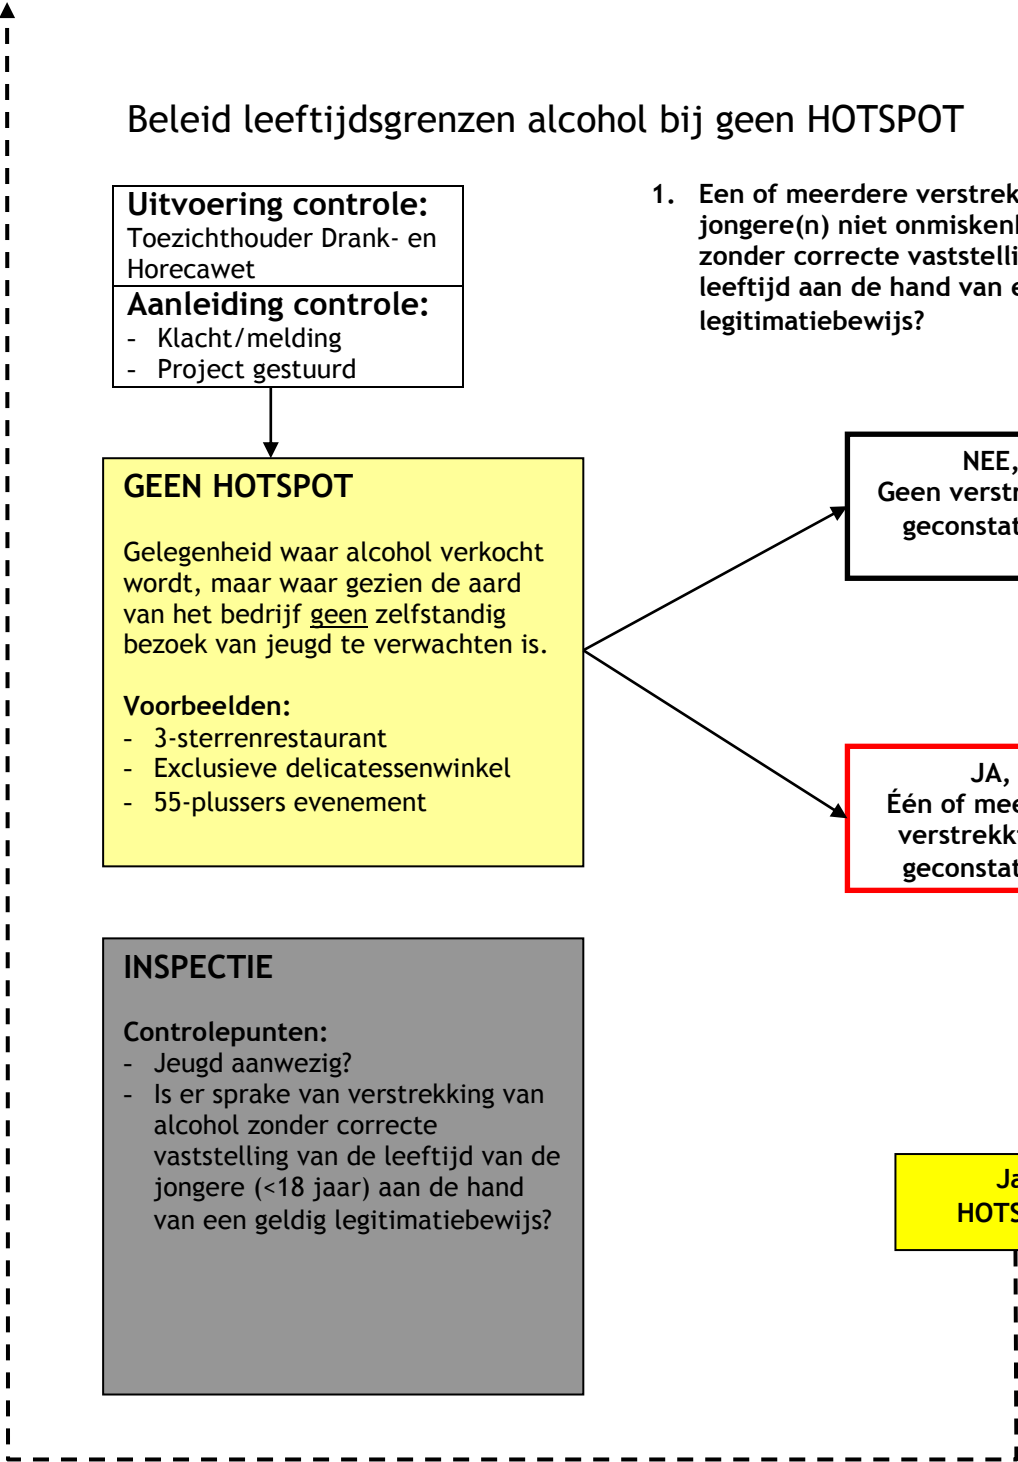 Beleid leeftijdsgrenzen alcohol bij geen HOTSPOT
Uitvoering controle:
Toezichthouder Drank- en
Horecawet
Aanleiding controle:
- Klacht/melding
- Project gestuurd
1. Een of meerdere
jongere(n) niet
zonder correcte
leeftijd aan de hand van
legitimatiebewijs?
GEEN HOTSPOT
Gelegenheid waar alcohol verkocht
wordt, maar waar gezien de aard
van het bedrijf geen zelfstandig
bezoek van jeugd te verwachten is.
Voorbeelden:
- 3-sterrenrestaurant
- Exclusieve delicatessenwinkel
- 55-plussers evenement
NEE,
Geen
JA,
Één of
INSPECTIE
Controlepunten:
- Jeugd aanwezig?
- Is er sprake van verstrekking van
alcohol zonder correcte
vaststelling van de leeftijd van de
jongere (<18 jaar) aan de hand
van een geldig legitimatiebewijs?